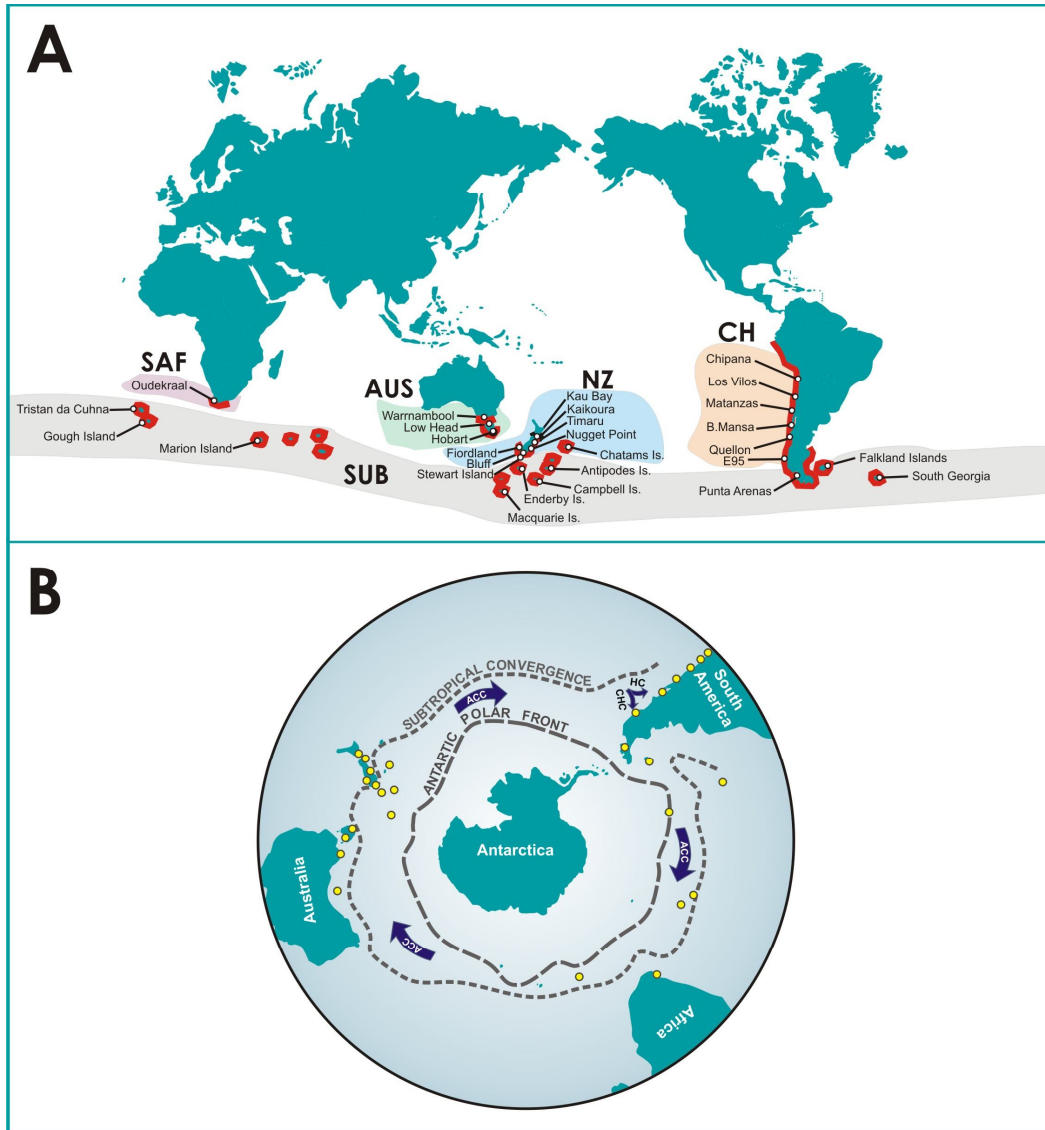 A
SAF
Oudekraal
Tristan da Cuhna
Gough Island
Marion Island
SUB
AUS
Warrnambool
Low Head
Hobart
NZ
Kau Bay
Kaikoura
Timaru
Nugget Point
Chatams Is.
Fiordland
Bluff
Stewart Island
Antipodes Is.
Campbell Is.
Enderby Is.
Macquarie Is.
CH
Chipana
Los Vilos
Matanzas
B.Mansa
Quellon
E95
Punta Arenas
Falkland Islands
South Georgia
B
SUBTROPICAL CONVERGENCE
ACC
ANTARTIC POLAR FRONT
HC
CHC
South
America
Antarctica
ACC
Australia
ACC
Africa